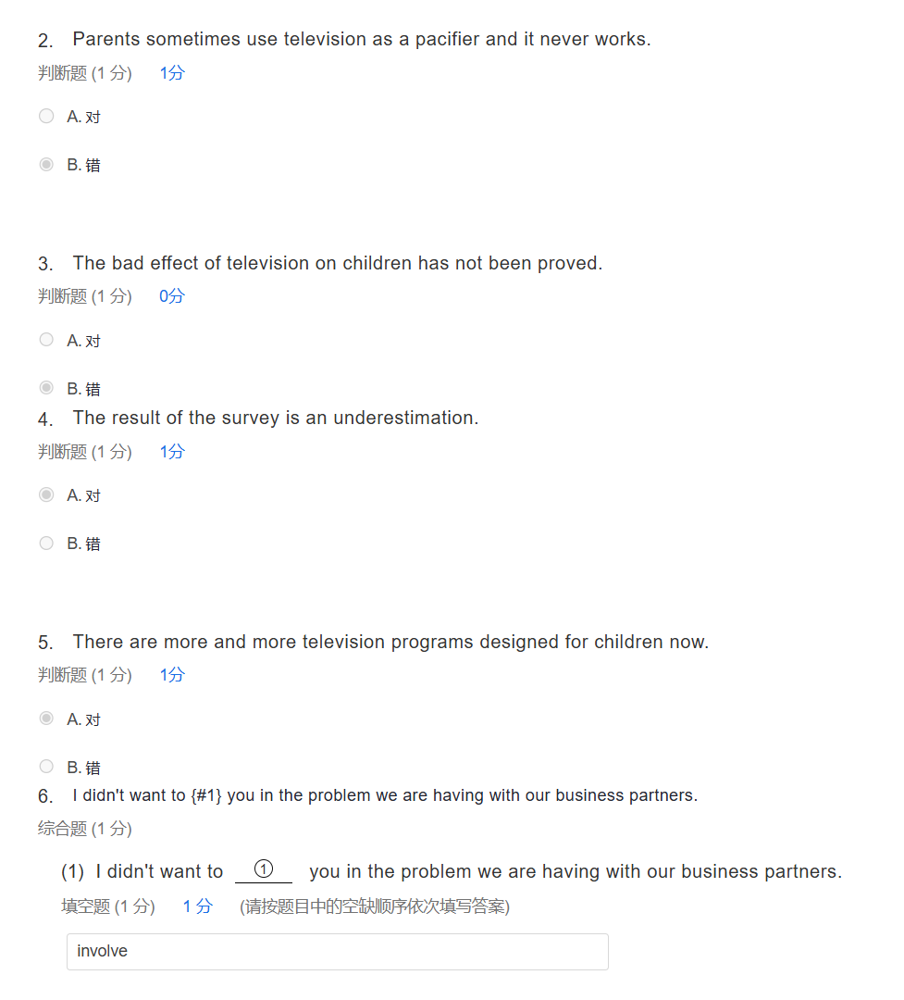 2. Parents sometimes use television as a pacifier and it never works.
判断题 (1 分) 1分
A. 对
B. 错
3. The bad effect of television on children has not been proved.
判断题 (1 分) 0分
A. 对
B. 错
4. The result of the survey is an underestimation.
判断题 (1 分) 1分
A. 对
B. 错
5. There are more and more television programs designed for children now.
判断题 (1 分) 1分
A. 对
B. 错
6. I didn't want to {#1} you in the problem we are having with our business partners.
综合题 (1 分)
(1) I didn't want to ① you in the problem we are having with our business partners.
填空题 (1 分) 1 分 (请按题目中的空缺顺序依次填写答案)
involve